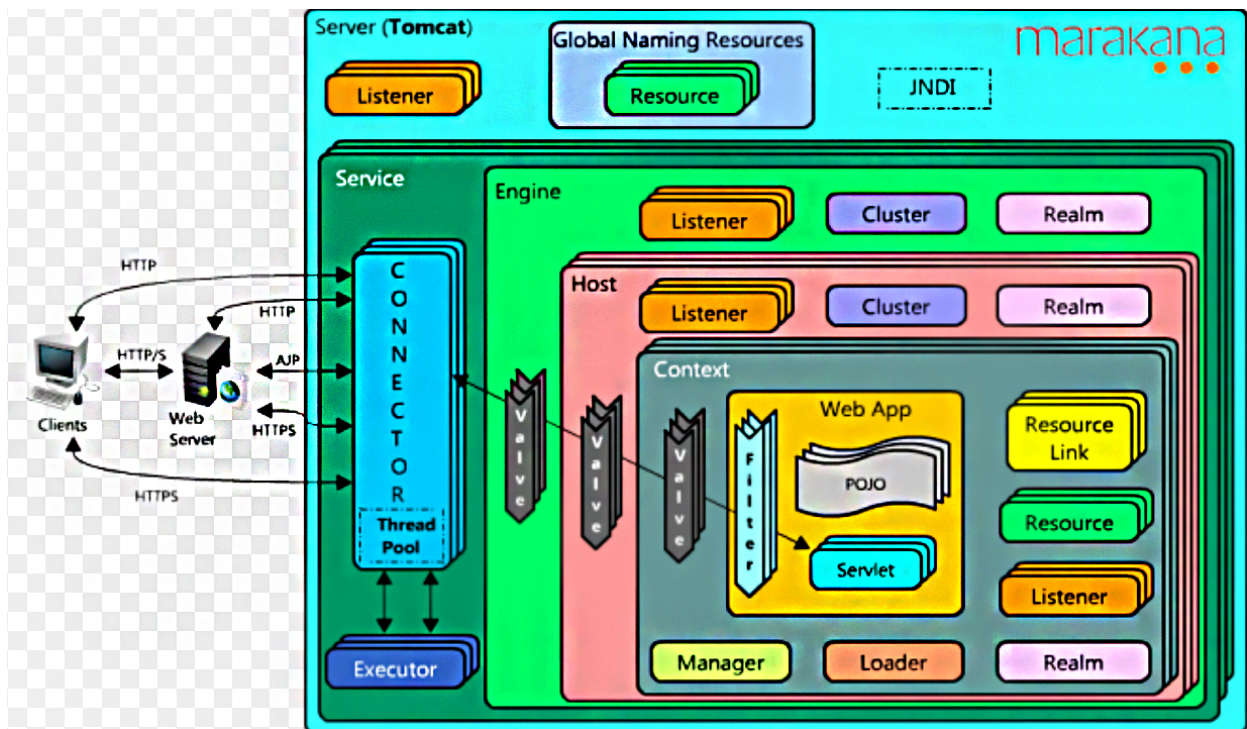 Server (Tomcat)
Global Naming Resources
marakana
Listener
Resource
JNDI
Service
Engine
Listener
Cluster
Realm
Host
Listener
Cluster
Realm
Context
Web App
CONNECTOR
Thread
Pool
Executor
Valve
Valve
Valve
Filter
POJO
Servlet
Resource
Link
Resource
Listener
Manager
Loader
Realm
HTTP
HTTP
HTTP/S
AJP
Clients
Web
Server
HTTPS
HTTPS